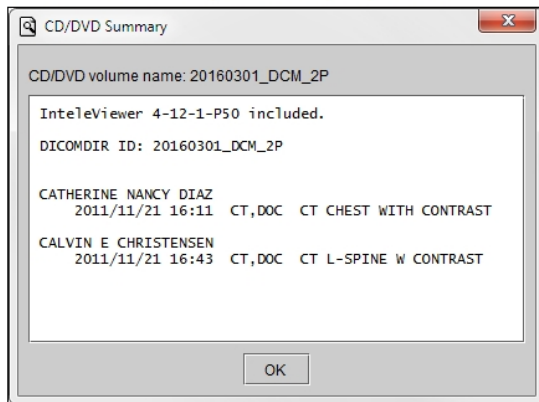 CD/DVD Summary
CD/DVD volume name: 20160301_DCM_2P
InteleViewer 4-12-1-P50 included.
DICOMDIR ID: 20160301_DCM_2P
CATHERINE NANCY DIAZ
2011/11/21 16:11  CT,DOC  CT CHEST WITH CONTRAST
CALVIN E CHRISTENSEN
2011/11/21 16:43  CT,DOC  CT L-SPINE W CONTRAST
OK